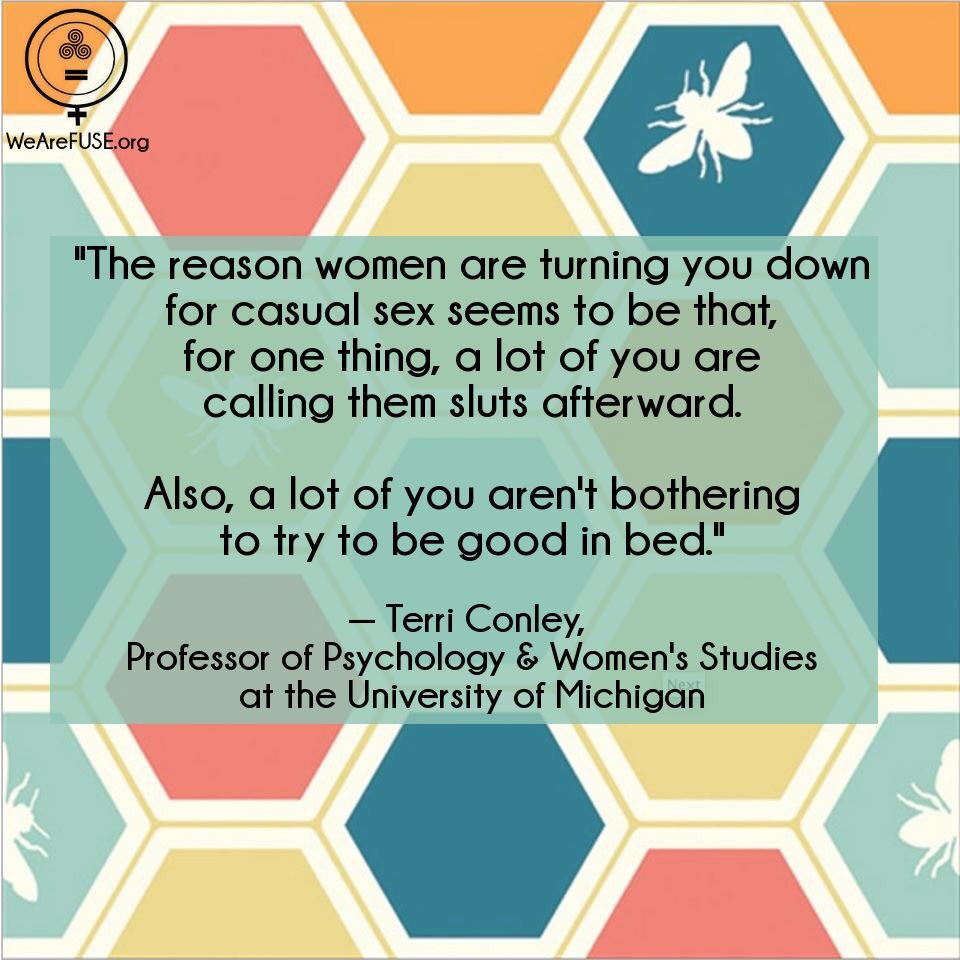 =
WeAreFUSE.org
"The reason women are turning you down
for casual sex seems to be that,
for one thing, a lot of you are
calling them sluts afterward.
Also, a lot of you aren't bothering
to try to be good in bed."
— Terri Conley,
Professor of Psychology & Women's Studies
Next
at the University of Michigan